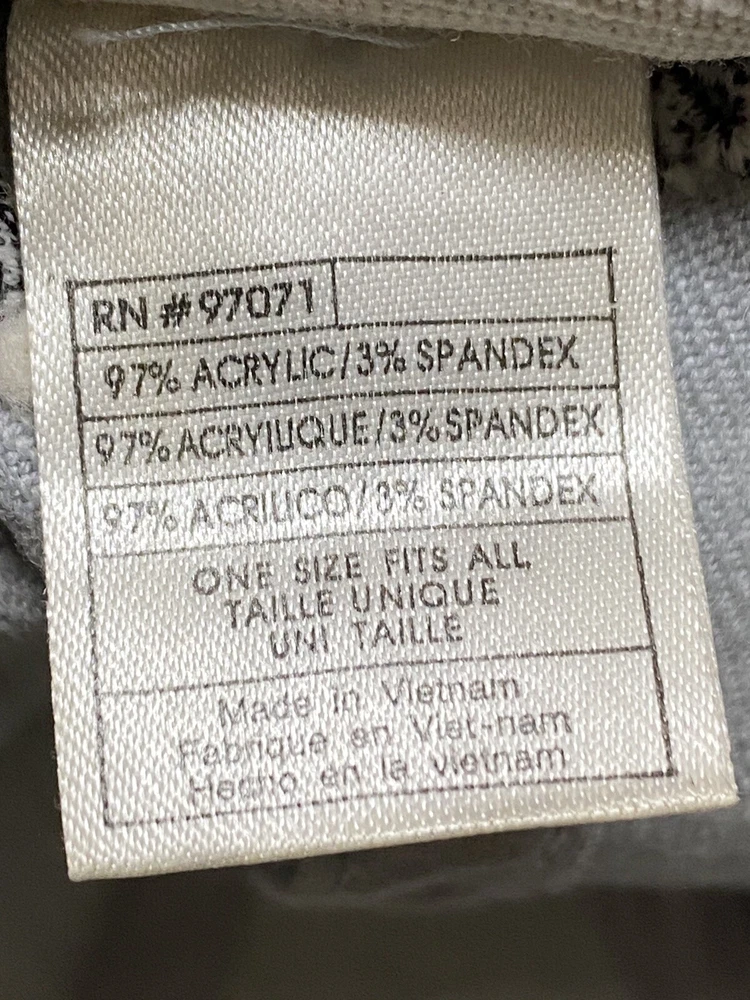 RN # 97071
97% ACRYLIC/3% SPANDEX
97% ACRYLIQUE/3% SPANDEX
97% ACRILICO/3% SPANDEX
ONE SIZE FITS ALL
TAILLE UNIQUE
UNI TAILLE
Made in Vietnam
Fabrique en Viet-nam
Hecho en la vietnam